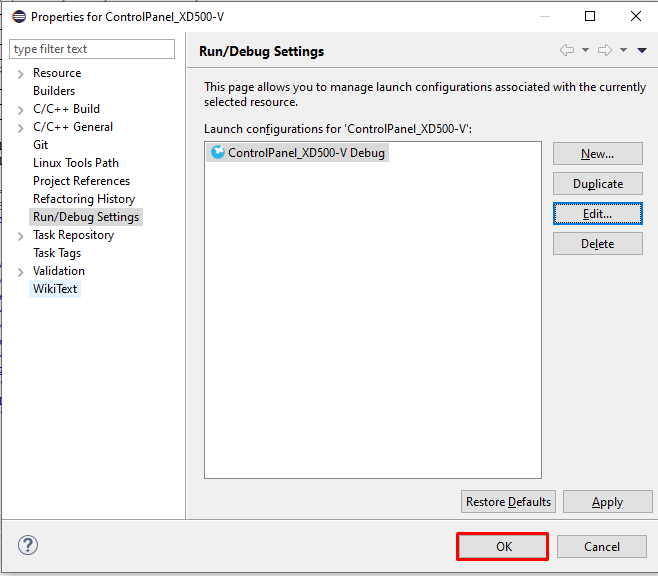 Properties for ControlPanel_XD500-V
type filter text
Resource
Builders
C/C++ Build
C/C++ General
Git
Linux Tools Path
Project References
Refactoring History
Run/Debug Settings
Task Repository
Task Tags
Validation
WikiText
Run/Debug Settings
This page allows you to manage launch configurations associated with the currently
selected resource.
Launch configurations for 'ControlPanel_XD500-V':
ControlPanel_XD500-V Debug
New...
Duplicate
Edit...
Delete
Restore Defaults
Apply
OK
Cancel